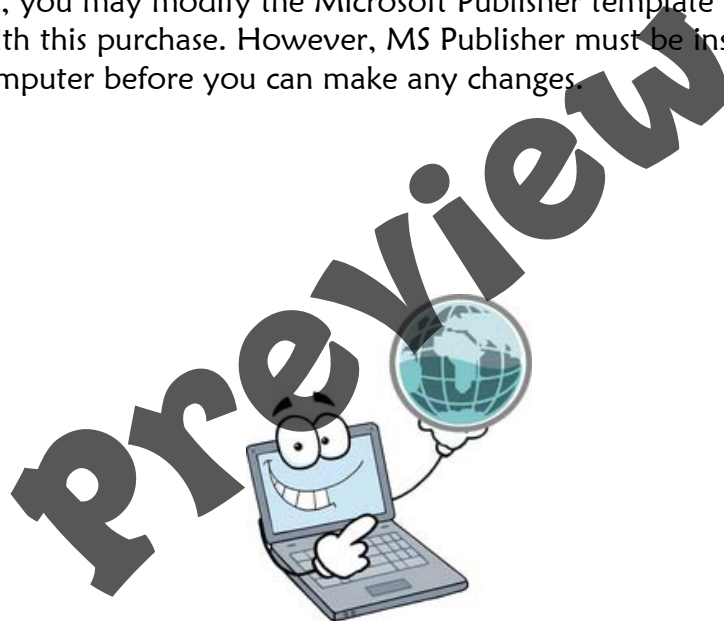 , you may modify the Microsoft Publisher template
ith this purchase. However, MS Publisher must be ins
mputer before you can make any changes.
Preview